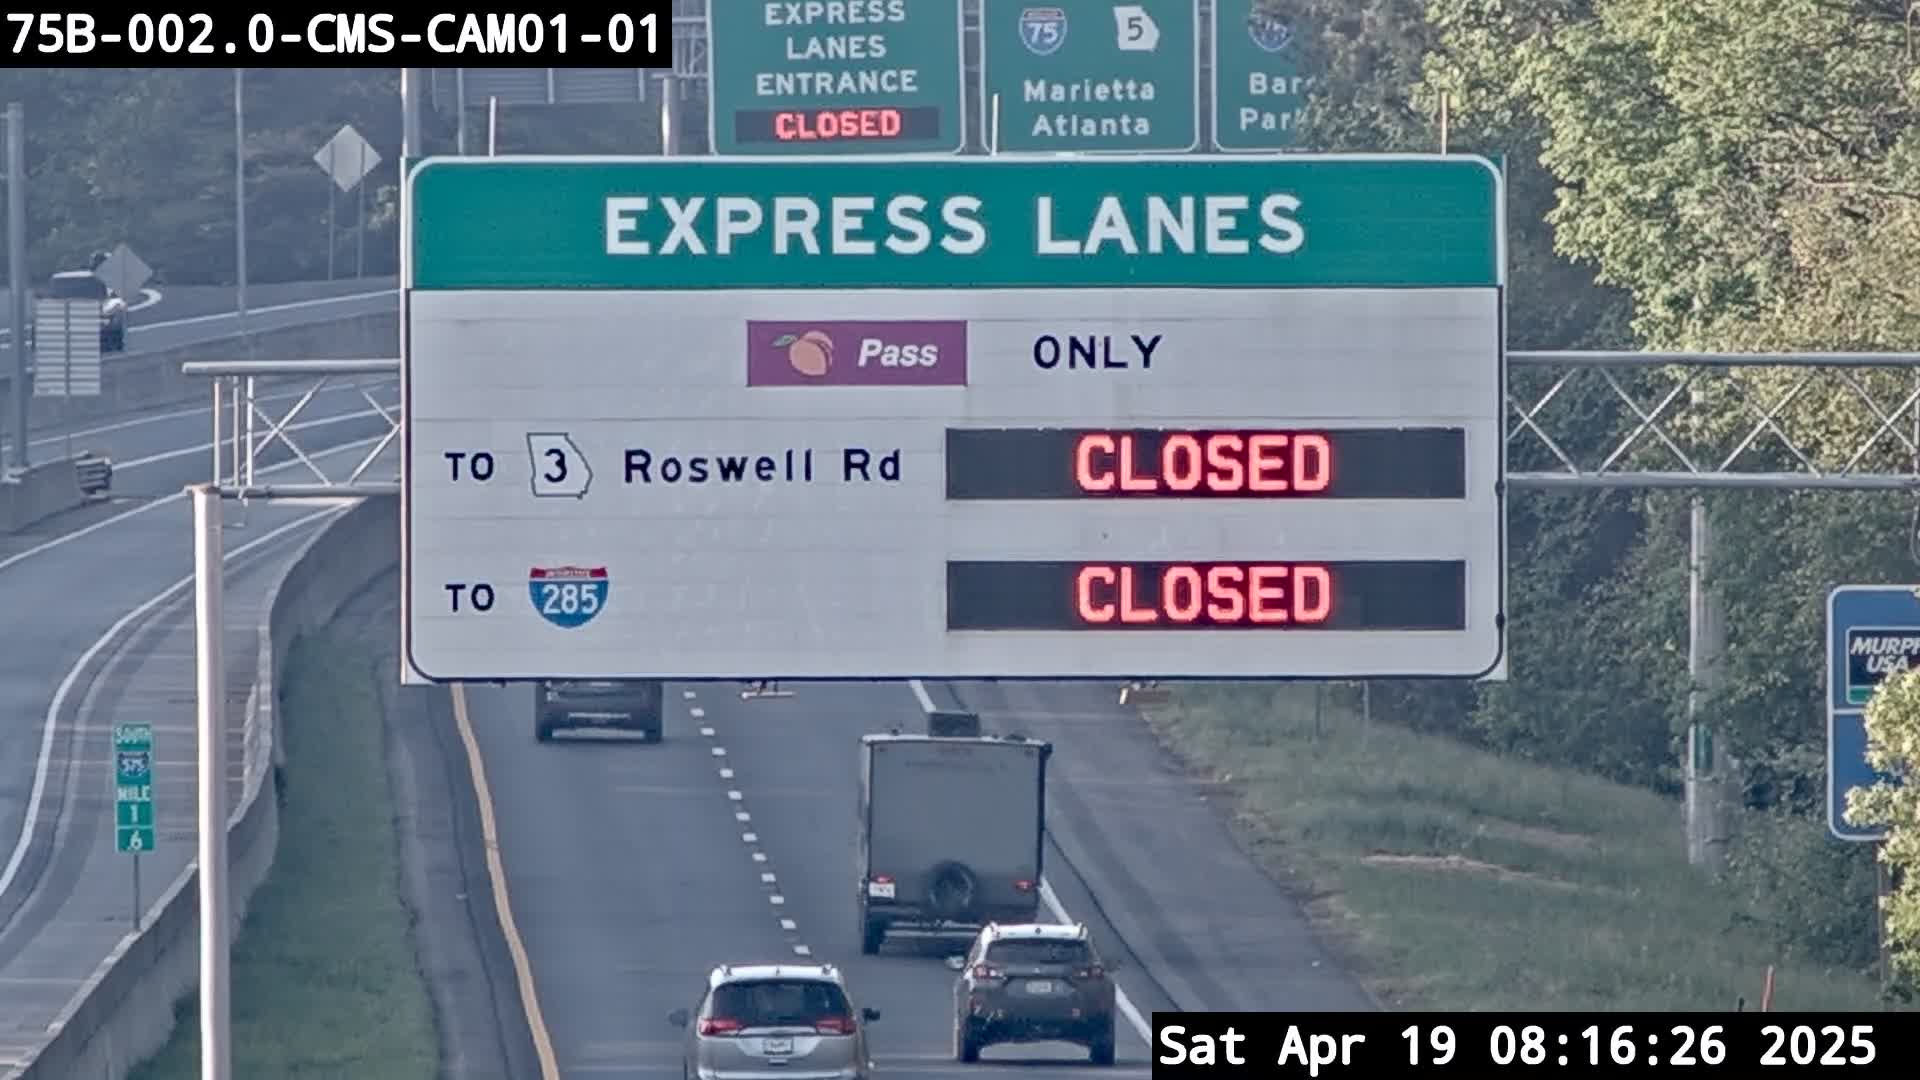 75B-002.0-CMS-CAM01-01
EXPRESS
LANES
ENTRANCE
CLOSED
75
5
Marietta
Atlanta
EXPRESS LANES
Pass ONLY
TO 3 Roswell Rd CLOSED
TO INTERSTATE 285 CLOSED
SOUTH
575
MILE
1
.6
USA
Sat Apr 19 08:16:26 2025